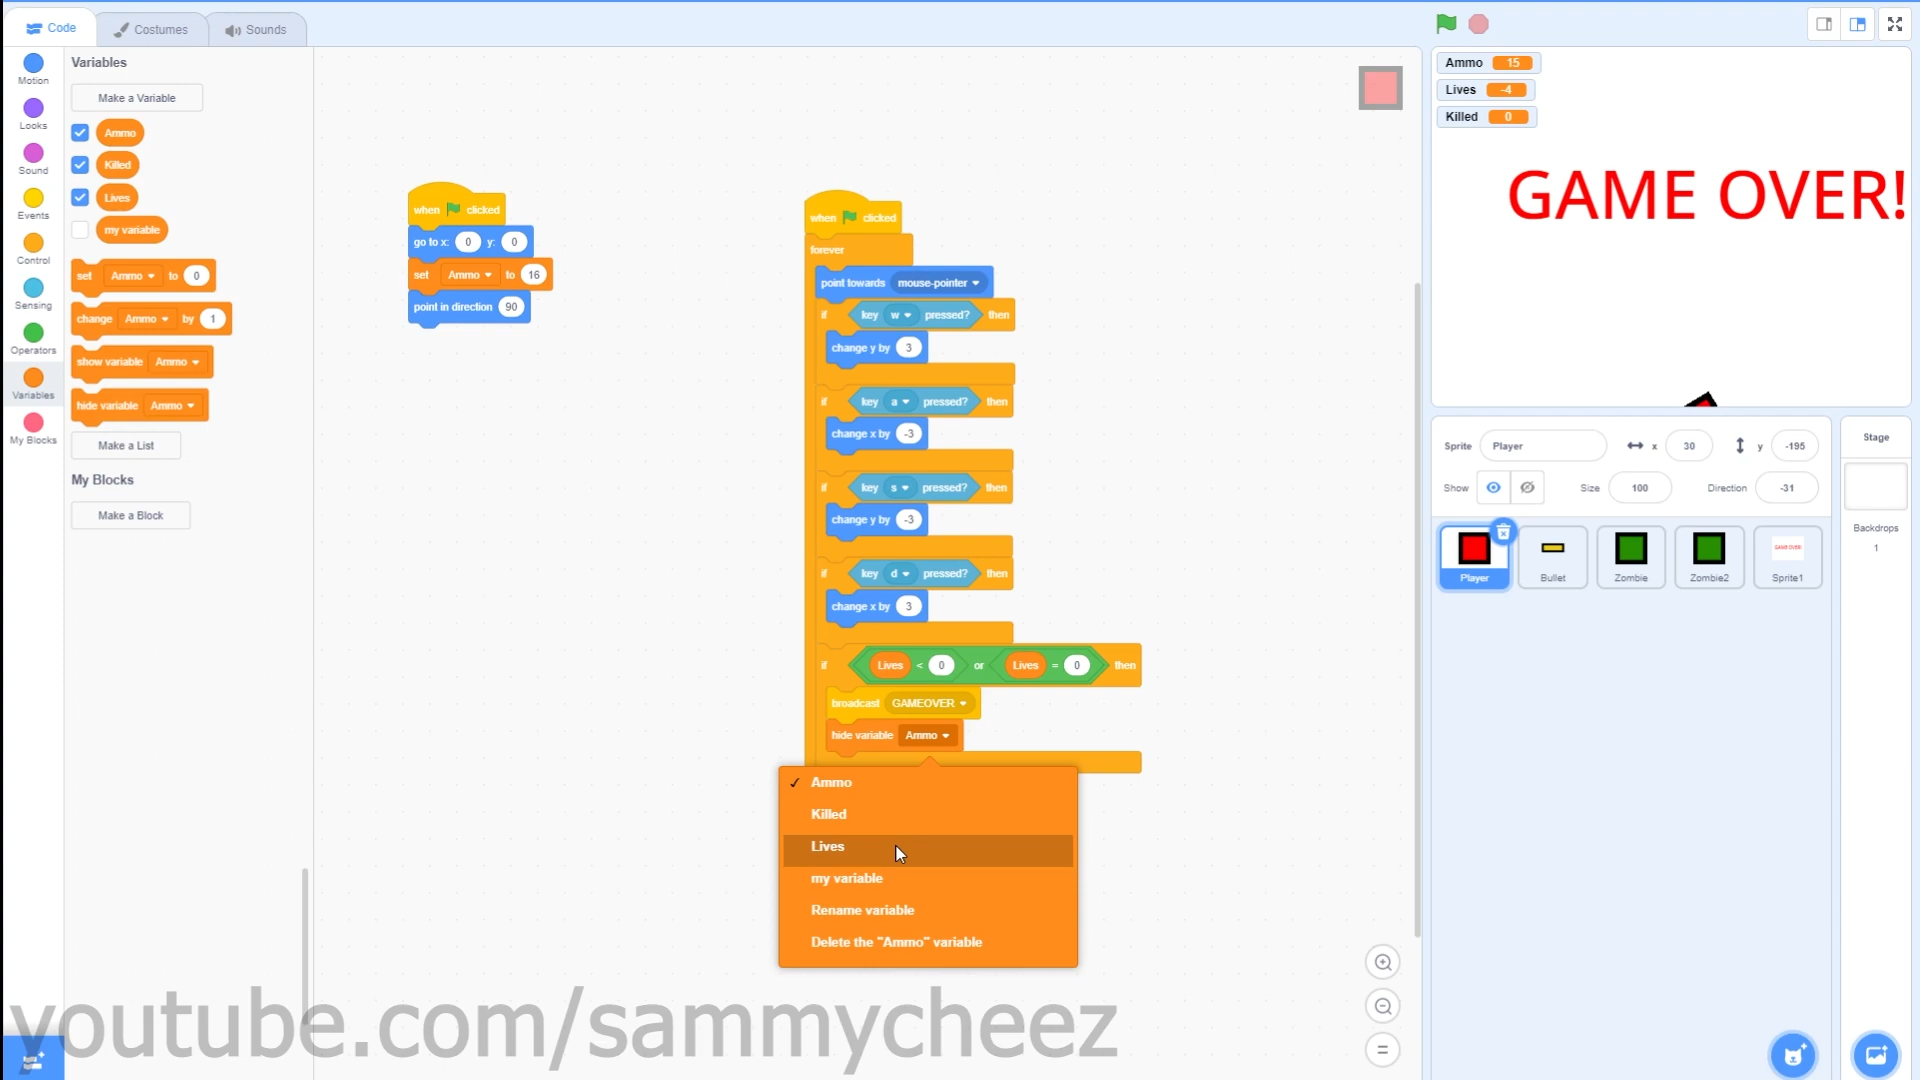 Code
Costumes
Sounds
Motion
Looks
Sound
Events
Control
Sensing
Operators
Variables
My Blocks
Variables
Make a Variable
Ammo
Killed
Lives
my variable
set Ammo to 0
change Ammo by 1
show variable Ammo
hide variable Ammo
Make a List
My Blocks
Make a Block
when clicked
go to x: 0 y: 0
set Ammo to 16
point in direction 90
when clicked
forever
point towards mouse-pointer
if key w pressed? then
change y by 3
if key a pressed? then
change x by -3
if key s pressed? then
change y by -3
if key d pressed? then
change x by 3
if Lives < 0 or Lives = 0 then
broadcast GAMEOVER
hide variable Ammo
✓ Ammo
Killed
Lives
my variable
Rename variable
Delete the "Ammo" variable
Ammo 15
Lives -4
Killed 0
GAME OVER!
Sprite Player x 30 y -195
Show Size 100 Direction -31
Player
Bullet
Zombie
Zombie2
GAME OVER!
Sprite1
Stage
Backdrops
1
youtube.com/sammycheez